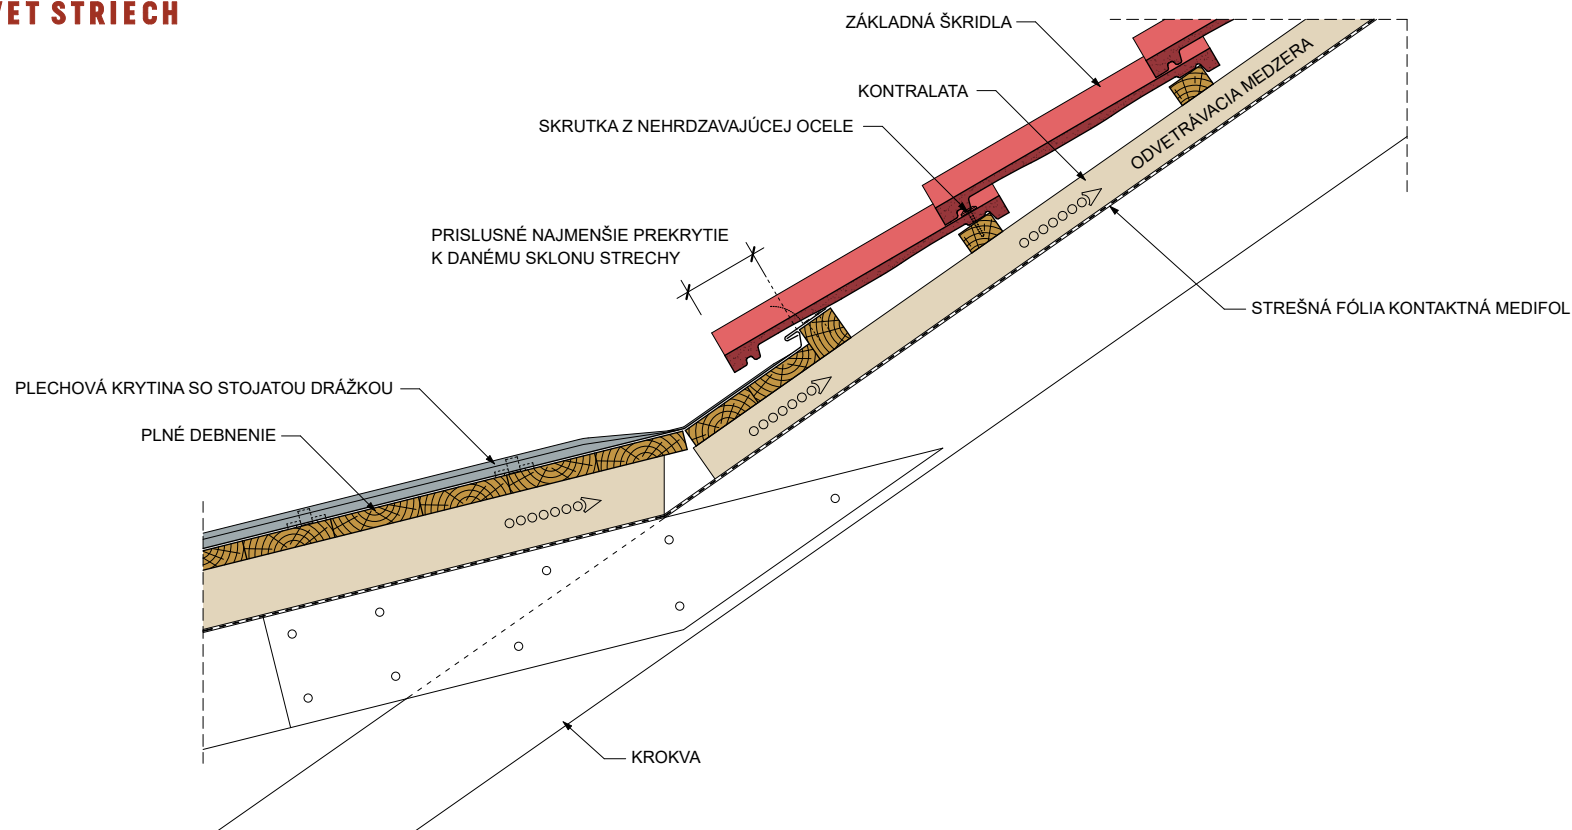 STRIECH
ZÁKLADNÁ ŠKRIDLA
KONTRALATA
SKRUTKA Z NEHRDZAVAJÚCEJ OCELE
ODVETRÁVACIA MEDZERA
PRISLUSNÉ NAJMENŠIE PREKRYTIE
K DANÉMU SKLONU STRECHY
STREŠNÁ FÓLIA KONTAKTNÁ MEDIFOL
PLECHOVÁ KRYTINA SO STOJATOU DRÁŽKOU
PLNÉ DEBNENIE
KROKVA